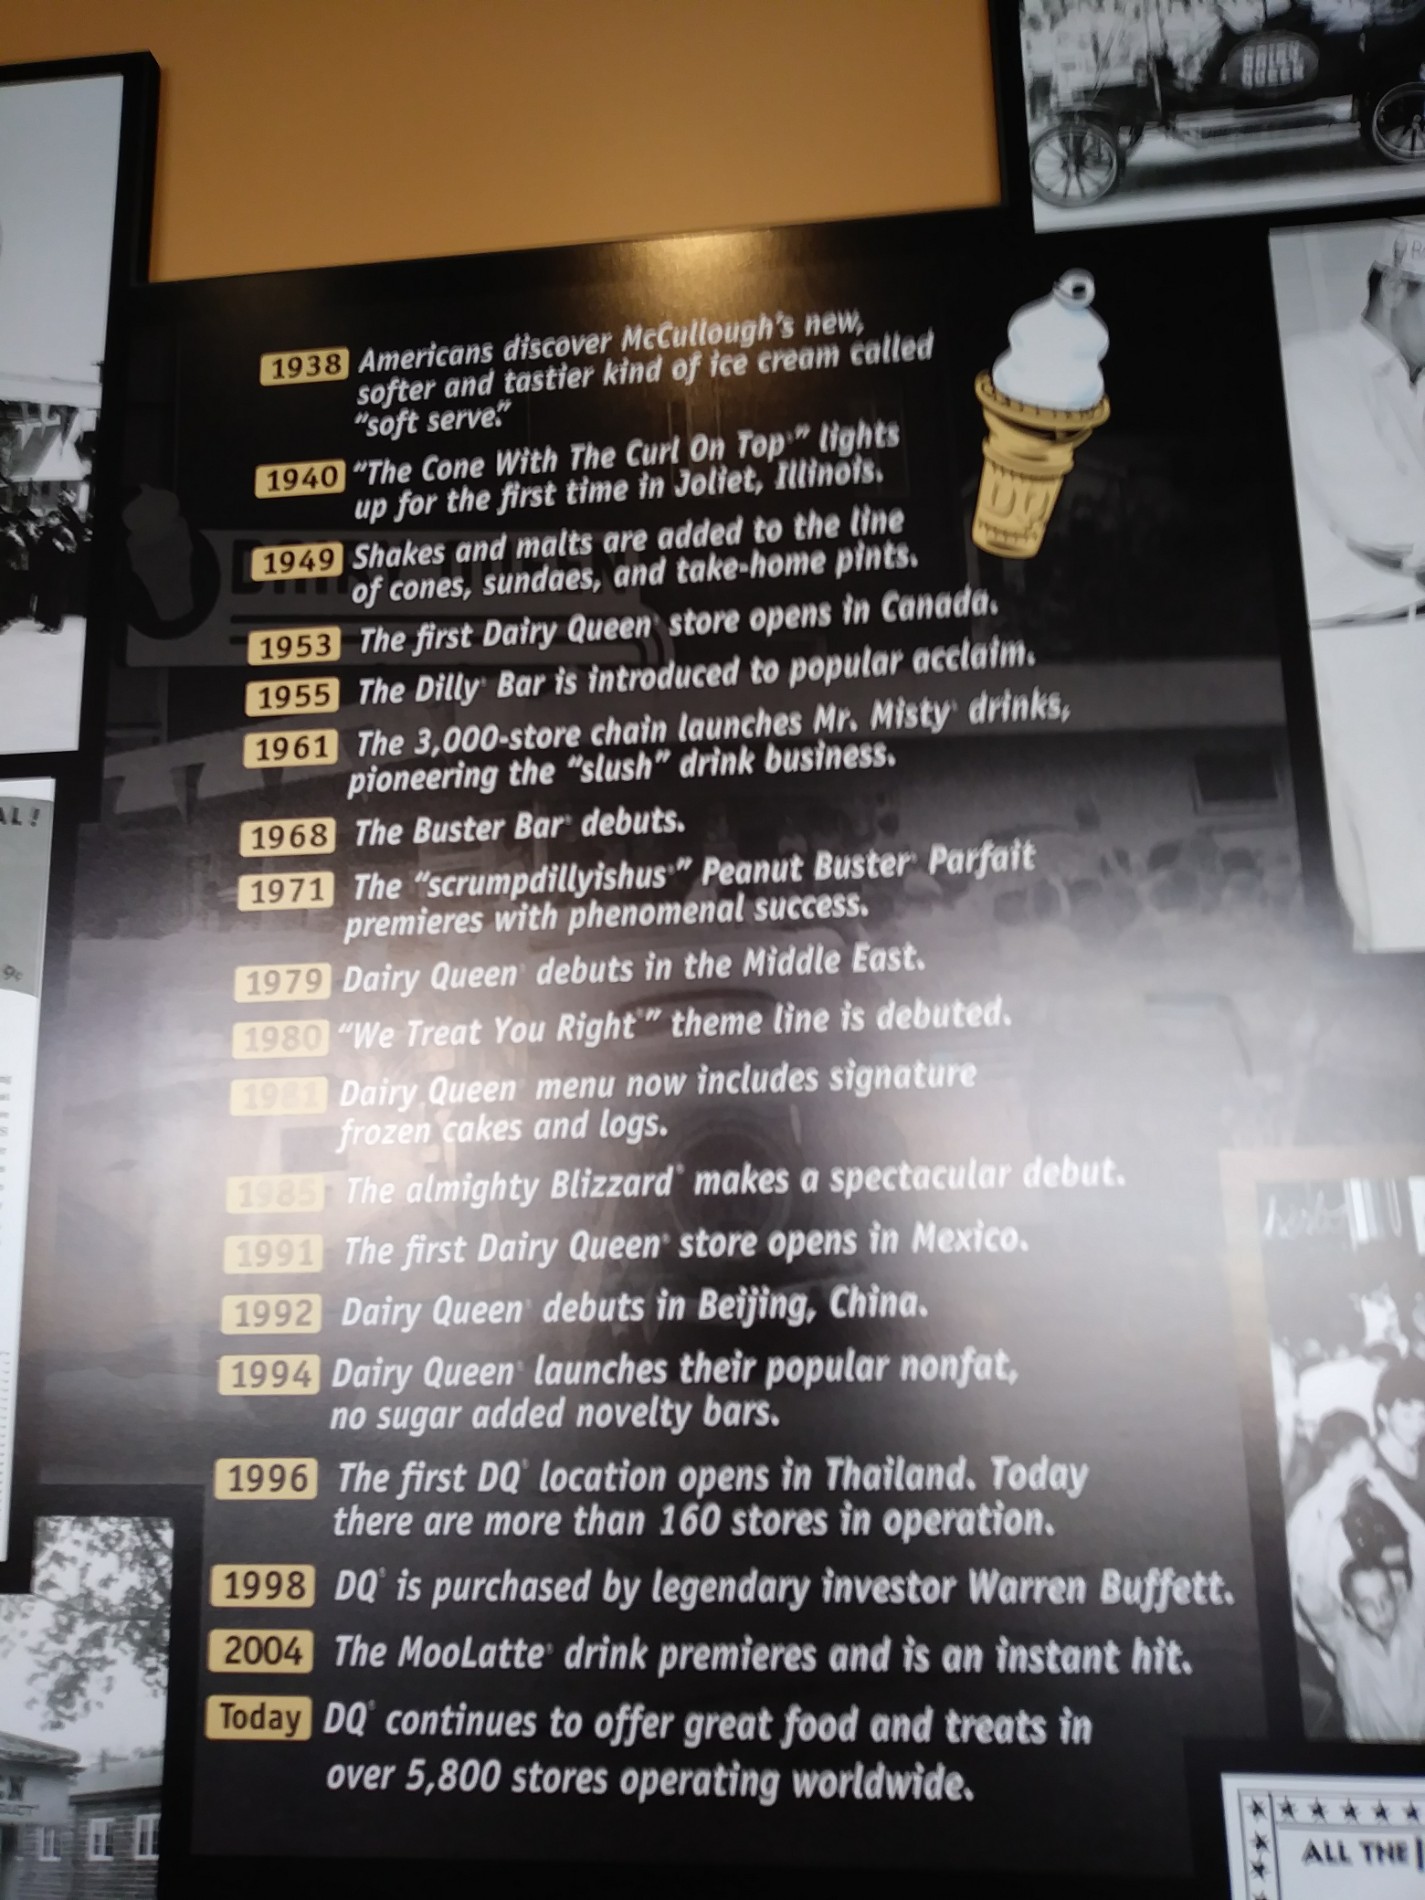 DAIRY
QUEEN
1938 Americans discover McCullough's new,
softer and tastier kind of ice cream called
"soft serve."
1940 "The Cone With The Curl On Top" lights
up for the first time in Joliet, Illinois.
1949 Shakes and malts are added to the line
of cones, sundaes, and take-home pints.
1953 The first Dairy Queen® store opens in Canada.
1955 The Dilly® Bar is introduced to popular acclaim.
1961 The 3,000-store chain launches Mr. Misty® drinks,
pioneering the "slush" drink business.
1968 The Buster Bar® debuts.
1971 The "scrumpdillyishus®" Peanut Buster® Parfait
premieres with phenomenal success.
1979 Dairy Queen® debuts in the Middle East.
1980 "We Treat You Right®" theme line is debuted.
1981 Dairy Queen® menu now includes signature
frozen cakes and logs.
1985 The almighty Blizzard® makes a spectacular debut.
1991 The first Dairy Queen® store opens in Mexico.
1992 Dairy Queen® debuts in Beijing, China.
1994 Dairy Queen® launches their popular nonfat,
no sugar added novelty bars.
1996 The first DQ® location opens in Thailand. Today
there are more than 160 stores in operation.
1998 DQ® is purchased by legendary investor Warren Buffett.
2004 The MooLatte® drink premieres and is an instant hit.
Today DQ® continues to offer great food and treats in
over 5,800 stores operating worldwide.
DQ
DAIRY QUEEN
AL!
9¢
ALL THE